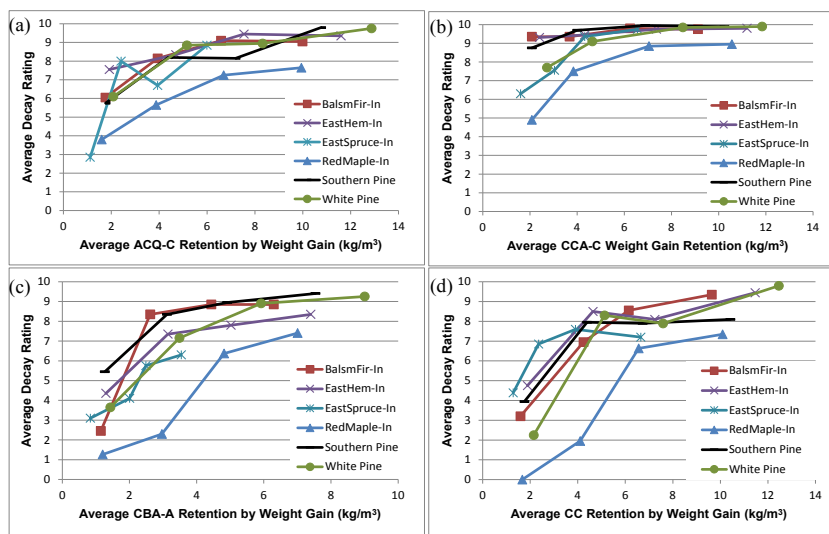 (a)
Average Decay Rating
10
9
8
7
6
5
4
3
2
1
0
0 2 4 6 8 10 12 14
Average ACQ-C Retention by Weight Gain (kg/m³)
BalsmFir-In
EastHem-In
EastSpruce-In
RedMaple-In
Southern Pine
White Pine
(b)
Average Decay Rating
10
9
8
7
6
5
4
3
2
1
0
0 2 4 6 8 10 12 14
Average CCA-C Weight Gain Retention (kg/m³)
BalsmFir-In
EastHem-In
EastSpruce-In
RedMaple-In
Southern Pine
White Pine
(c)
Average Decay Rating
10
9
8
7
6
5
4
3
2
1
0
0 2 4 6 8 10
Average CBA-A Retention by Weight Gain (kg/m³)
BalsmFir-In
EastHem-In
EastSpruce-In
RedMaple-In
Southern Pine
White Pine
(d)
Average Decay Rating
10
9
8
7
6
5
4
3
2
1
0
0 2 4 6 8 10 12 14
Average CC Retention by Weight Gain (kg/m³)
BalsmFir-In
EastHem-In
EastSpruce-In
RedMaple-In
Southern Pine
White Pine